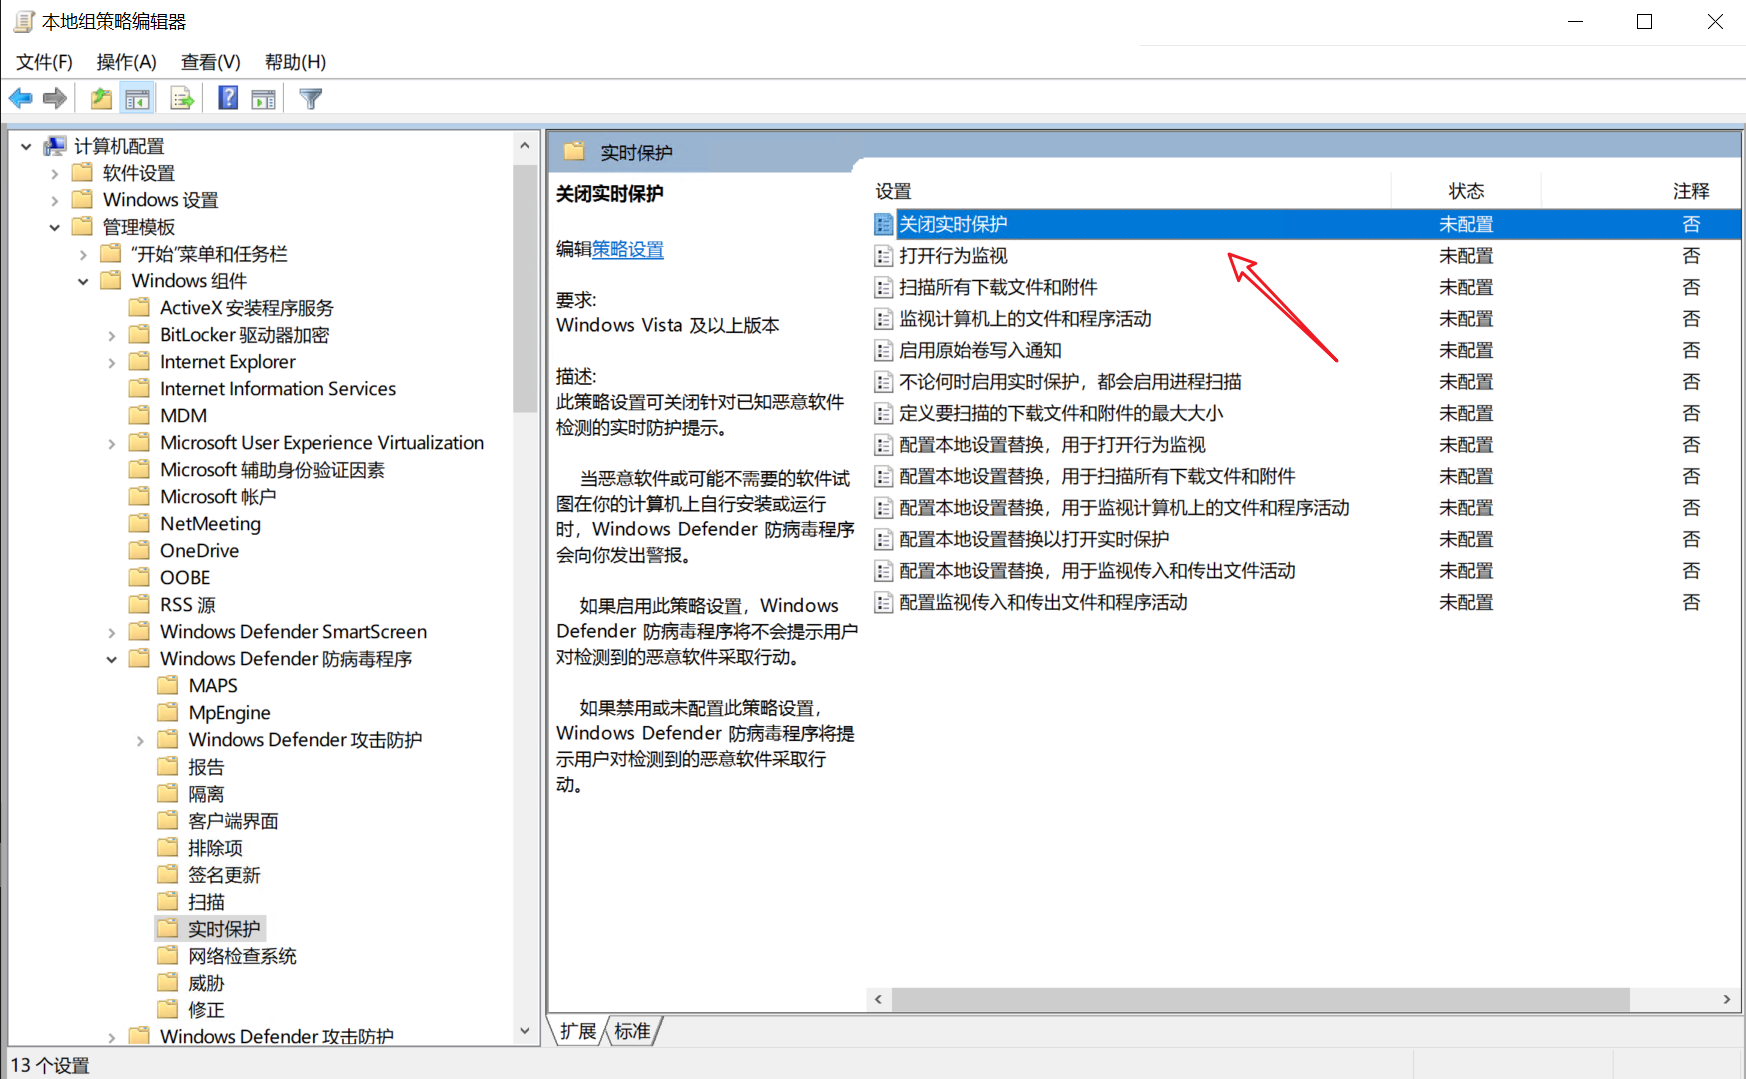 本地组策略编辑器
文件(F) 操作(A) 查看(V) 帮助(H)
计算机配置
软件设置
Windows 设置
管理模板
“开始”菜单和任务栏
Windows 组件
ActiveX 安装程序服务
BitLocker 驱动器加密
Internet Explorer
Internet Information Services
MDM
Microsoft User Experience Virtualization
Microsoft 辅助身份验证因素
Microsoft 帐户
NetMeeting
OneDrive
OOBE
RSS 源
Windows Defender SmartScreen
Windows Defender 防病毒程序
MAPS
MpEngine
Windows Defender 攻击防护
报告
隔离
客户端界面
排除项
签名更新
扫描
实时保护
网络检查系统
威胁
修正
Windows Defender 攻击防护
实时保护
关闭实时保护
编辑策略设置
要求:
Windows Vista 及以上版本
描述:
此策略设置可关闭针对已知恶意软件
检测的实时防护提示。
当恶意软件或可能不需要的软件试
图在你的计算机上自行安装或运行
时，Windows Defender 防病毒程序
会向你发出警报。
如果启用此策略设置，Windows
Defender 防病毒程序将不会提示用户
对检测到的恶意软件采取行动。
如果禁用或未配置此策略设置，
Windows Defender 防病毒程序将提
示用户对检测到的恶意软件采取行
动。
设置 状态 注释
关闭实时保护 未配置 否
打开行为监视 未配置 否
扫描所有下载文件和附件 未配置 否
监视计算机上的文件和程序活动 未配置 否
启用原始卷写入通知 未配置 否
不论何时启用实时保护，都会启用进程扫描 未配置 否
定义要扫描的下载文件和附件的最大大小 未配置 否
配置本地设置替换，用于打开行为监视 未配置 否
配置本地设置替换，用于扫描所有下载文件和附件 未配置 否
配置本地设置替换，用于监视计算机上的文件和程序活动 未配置 否
配置本地设置替换以打开实时保护 未配置 否
配置本地设置替换，用于监视传入和传出文件活动 未配置 否
配置监视传入和传出文件和程序活动 未配置 否
扩展 标准
13 个设置